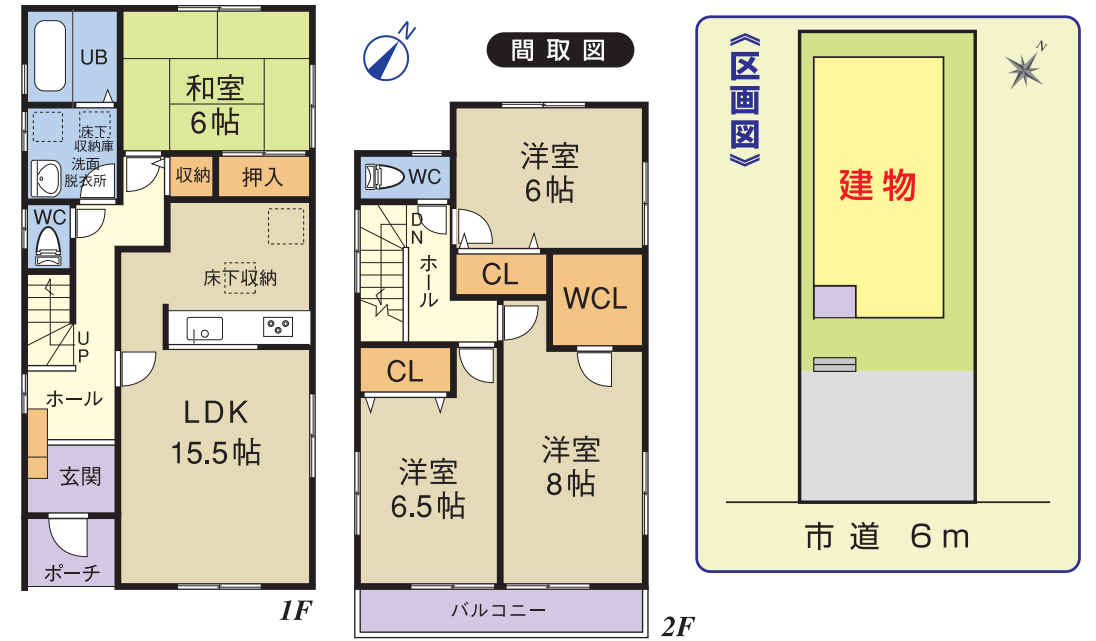 間取図
N
UB
和室
6帖
床下
収納庫
洗面
脱衣所
収納
押入
WC
床下収納
UP
ホール
LDK
15.5帖
玄関
ポーチ
1F
WC
洋室
6帖
DN
ホール
CL
WCL
CL
洋室
6.5帖
洋室
8帖
バルコニー
2F
《区画図》
N
建物
市道 6m